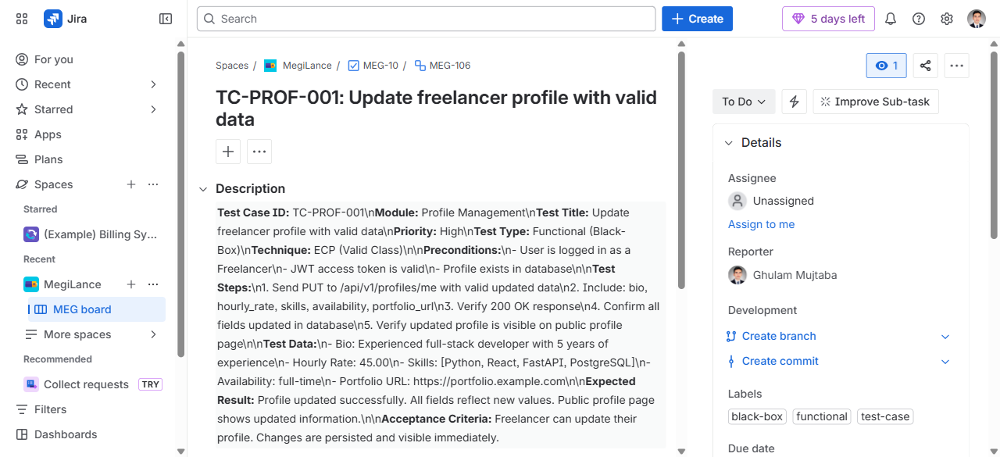 Jira
Search
Create
5 days left
For you
Recent
Starred
Apps
Plans
Spaces
Starred
(Example) Billing Sy...
Recent
MegiLance
MEG board
More spaces
Recommended
Collect requests TRY
Filters
Dashboards
Spaces / MegiLance / MEG-10 / MEG-106
TC-PROF-001: Update freelancer profile with valid
data
Description
Test Case ID: TC-PROF-001\nModule: Profile Management\nTest Title: Update
freelancer profile with valid data\nPriority: High\nTest Type: Functional (Black-
Box)\nTechnique: ECP (Valid Class)\n\nPreconditions:\n- User is logged in as a
Freelancer\n- JWT access token is valid\n- Profile exists in database\n\nTest
Steps:\n1. Send PUT to /api/v1/profiles/me with valid updated data\n2. Include: bio,
hourly_rate, skills, availability, portfolio_url\n3. Verify 200 OK response\n4. Confirm all
fields updated in database\n5. Verify updated profile is visible on public profile
page\n\nTest Data:\n- Bio: Experienced full-stack developer with 5 years of
experience\n- Hourly Rate: 45.00\n- Skills: [Python, React, FastAPI, PostgreSQL]\n-
Availability: full-time\n- Portfolio URL: https://portfolio.example.com\n\nExpected
Result: Profile updated successfully. All fields reflect new values. Public profile page
shows updated information.\n\nAcceptance Criteria: Freelancer can update their
profile. Changes are persisted and visible immediately.
1
To Do
Improve Sub-task
Details
Assignee
Unassigned
Assign to me
Reporter
Ghulam Mujtaba
Development
Create branch
Create commit
Labels
black-box functional test-case
Due date